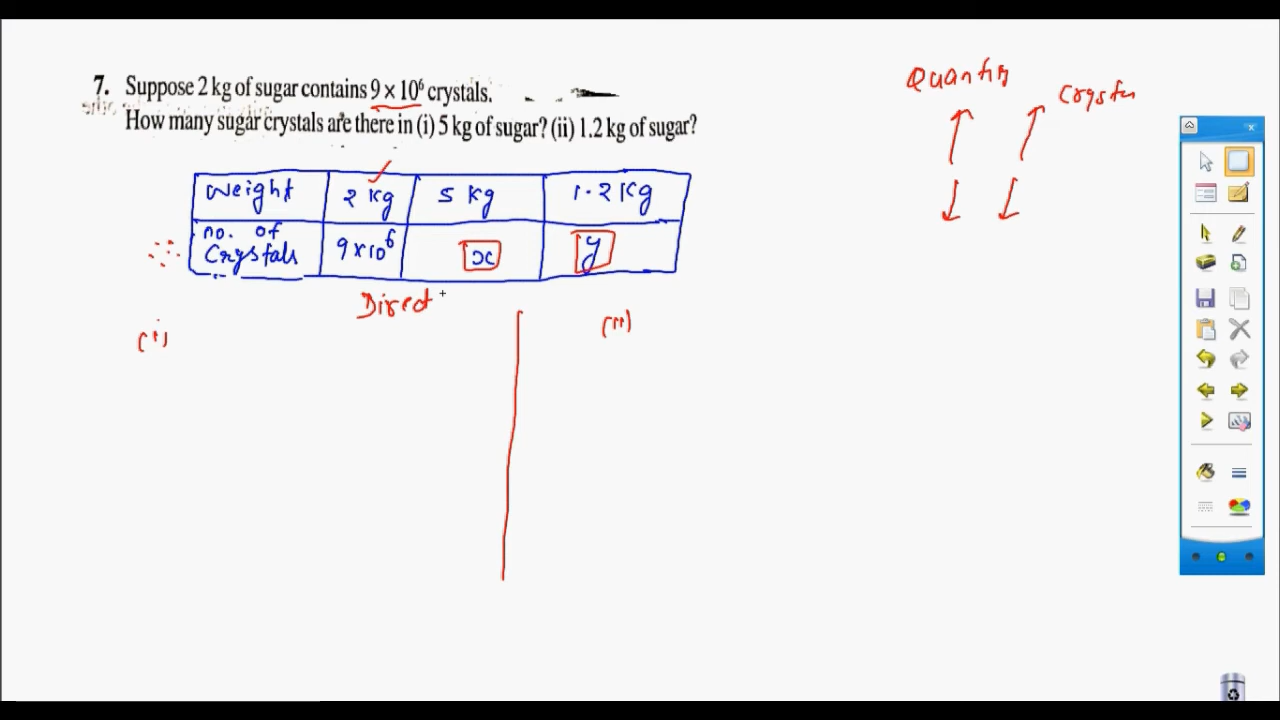 7. Suppose 2 kg of sugar contains 9 × 10⁶ crystals.
How many sugar crystals are there in (i) 5 kg of sugar? (ii) 1.2 kg of sugar?
Quantity
Weight 2 Kg 5 Kg 1.2 Kg
no. of
Crystals 9×10⁶ x y
Direct
(i)
(ii)